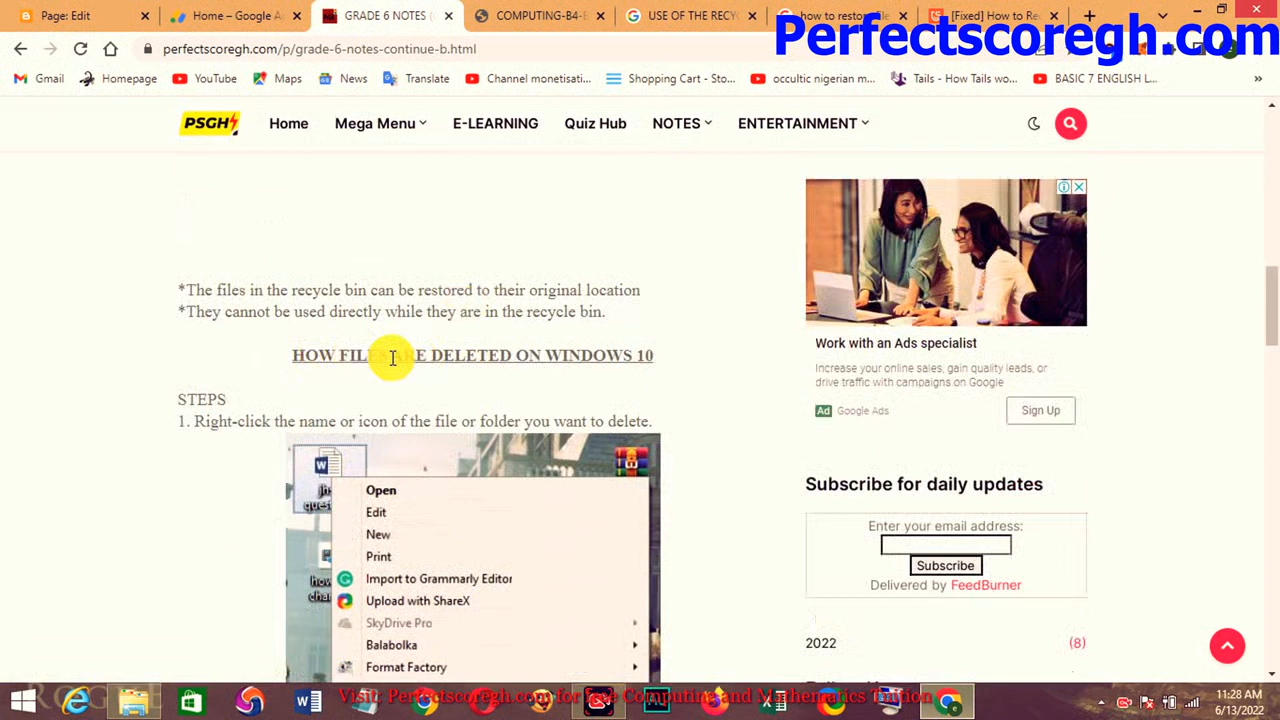 Page: Edit
Home – Google A
GRADE 6 NOTES (
COMPUTING-B4-E
USE OF THE RECY
how to restore
[Fixed] How to Re
Perfectscoregh.com
perfectscoregh.com/p/grade-6-notes-continue-b.html
Gmail
Homepage
YouTube
Maps
News
Translate
Channel monetisati...
Shopping Cart - Sto...
occultic nigerian m...
Tails - How Tails wo...
BASIC 7 ENGLISH L...
PSGH
Home
Mega Menu
E-LEARNING
Quiz Hub
NOTES
ENTERTAINMENT
*The files in the recycle bin can be restored to their original location
*They cannot be used directly while they are in the recycle bin.
HOW FILES ARE DELETED ON WINDOWS 10
STEPS
1. Right-click the name or icon of the file or folder you want to delete.
Open
Edit
New
Print
Import to Grammarly Editor
Upload with ShareX
SkyDrive Pro
Balabolka
Format Factory
Work with an Ads specialist
Increase your online sales, gain quality leads, or
drive traffic with campaigns on Google
Ad Google Ads
Sign Up
Subscribe for daily updates
Enter your email address:
Subscribe
Delivered by FeedBurner
2022 (8)
Visit: Perfectscoregh.com for free Computing and Mathematics Tuition
11:28 AM
6/13/2022